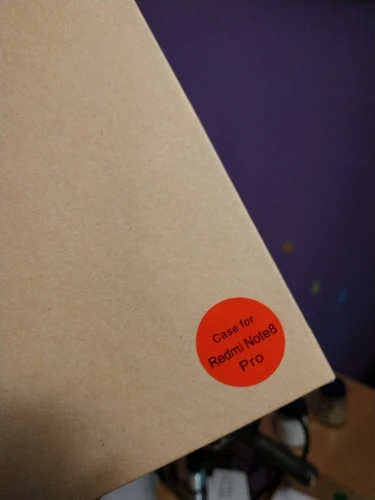 Case for
Redmi Note8
Pro